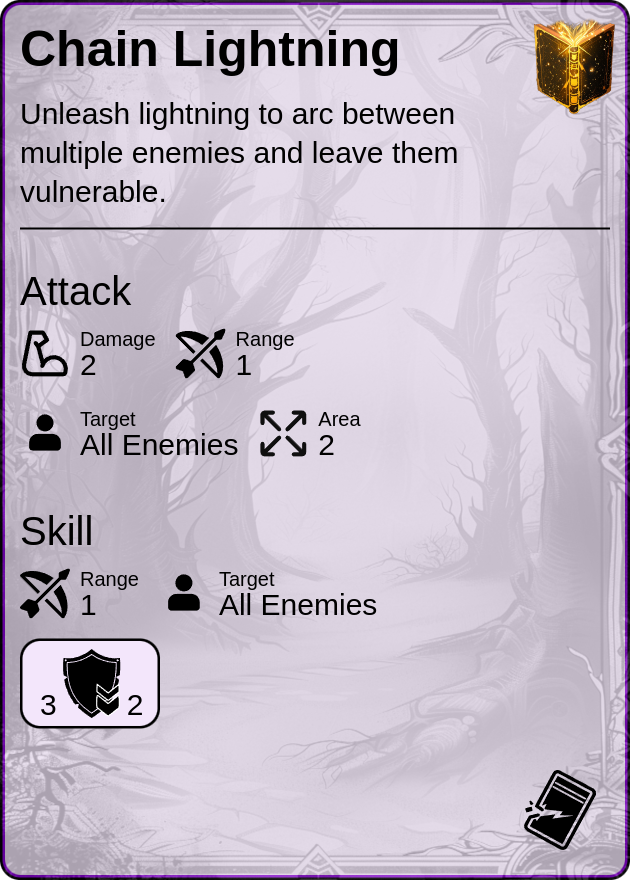 Chain Lightning
Unleash lightning to arc between
multiple enemies and leave them
vulnerable.
Attack
Damage
2
Range
1
Target
All Enemies
Area
2
Skill
Range
1
Target
All Enemies
3 2